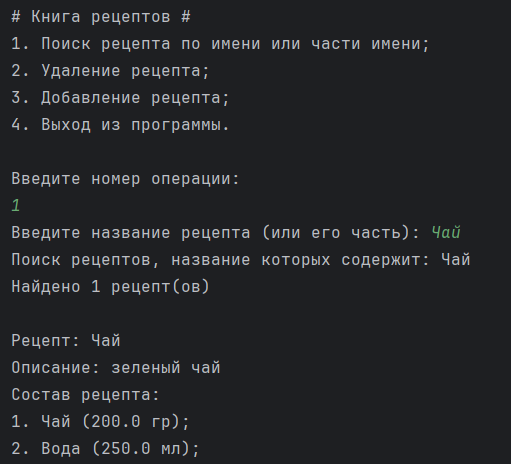 # Книга рецептов #
1. Поиск рецепта по имени или части имени;
2. Удаление рецепта;
3. Добавление рецепта;
4. Выход из программы.
Введите номер операции:
1
Введите название рецепта (или его часть): Чай
Поиск рецептов, название которых содержит: Чай
Найдено 1 рецепт(ов)
Рецепт: Чай
Описание: зеленый чай
Состав рецепта:
1. Чай (200.0 гр);
2. Вода (250.0 мл);